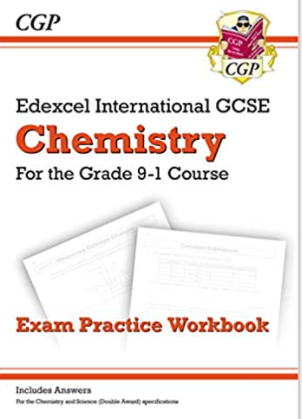 CGP
CGP
Edexcel International GCSE
Chemistry
For the Grade 9-1 Course
Exam Practice Workbook
Includes Answers
For the Chemistry and Science (Double Award) specifications